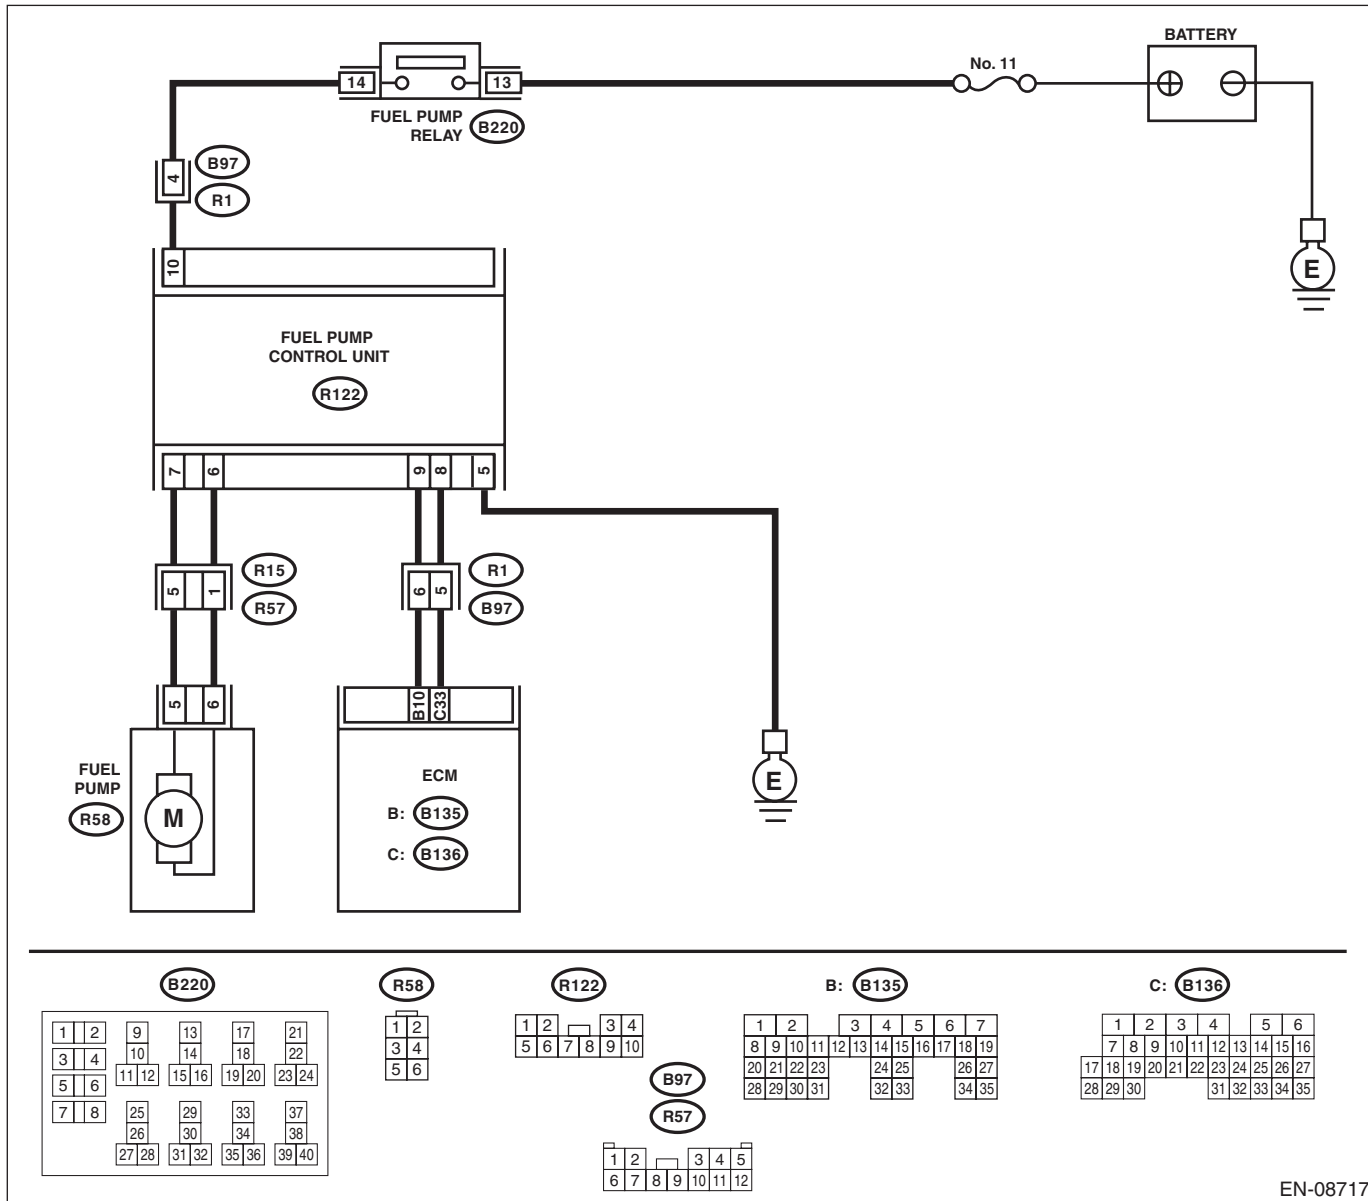 BATTERY
No. 11
14
13
FUEL PUMP
RELAY
B220
4
B97
R1
10
FUEL PUMP
CONTROL UNIT
R122
7 6 9 8 5
5 1
R15
R57
6 5
R1
B97
5 6
B10 C33
E
E
FUEL
PUMP
R58
M
ECM
B: B135
C: B136
B220
1 2 9 13 17 21
3 4 10 14 18 22
5 6 11 12 15 16 19 20 23 24
7 8 25 29 33 37
26 30 34 38
27 28 31 32 35 36 39 40
R58
1 2
3 4
5 6
R122
1 2 3 4
5 6 7 8 9 10
B97
R57
1 2 3 4 5
6 7 8 9 10 11 12
B: B135
1 2 3 4 5 6 7
8 9 10 11 12 13 14 15 16 17 18 19
20 21 22 23 24 25 26 27
28 29 30 31 32 33 34 35
C: B136
1 2 3 4 5 6
7 8 9 10 11 12 13 14 15 16
17 18 19 20 21 22 23 24 25 26 27
28 29 30 31 32 33 34 35
EN-08717